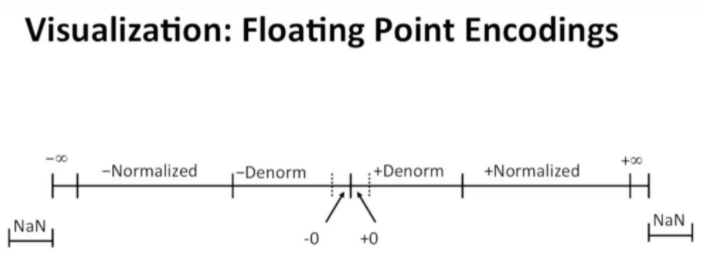 Visualization: Floating Point Encodings
−∞
−Normalized
−Denorm
+Denorm
+Normalized
+∞
NaN
NaN
-0
+0